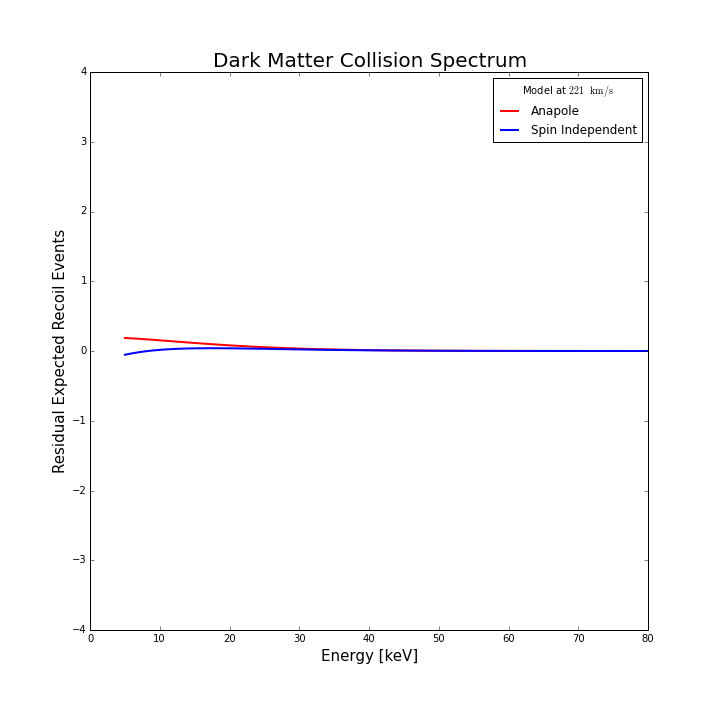 Dark Matter Collision Spectrum
Model at 221 km/s
Anapole
Spin Independent
Residual Expected Recoil Events
4
3
2
1
0
−1
−2
−3
−4
0 10 20 30 40 50 60 70 80
Energy [keV]